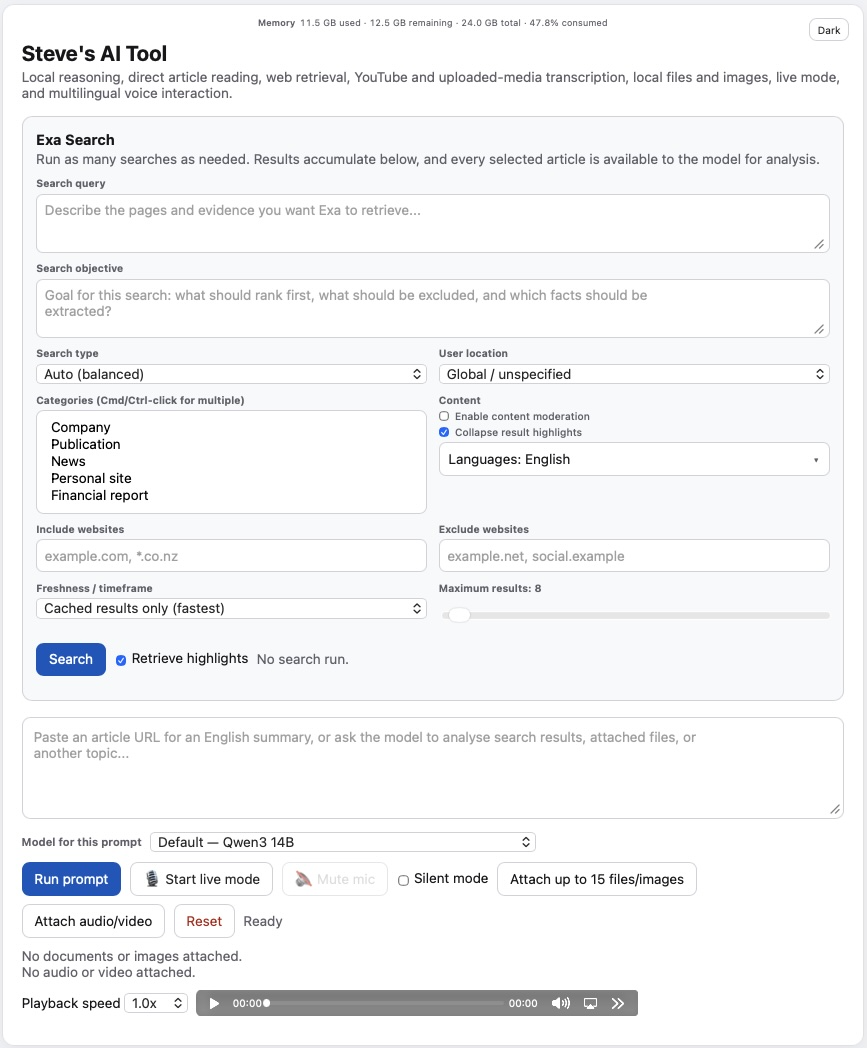 Memory 11.5 GB used · 12.5 GB remaining · 24.0 GB total · 47.8% consumed
Dark
Steve's AI Tool
Local reasoning, direct article reading, web retrieval, YouTube and uploaded-media transcription, local files and images, live mode,
and multilingual voice interaction.
Exa Search
Run as many searches as needed. Results accumulate below, and every selected article is available to the model for analysis.
Search query
Describe the pages and evidence you want Exa to retrieve...
Search objective
Goal for this search: what should rank first, what should be excluded, and which facts should be
extracted?
Search type
User location
Auto (balanced)
Global / unspecified
Categories (Cmd/Ctrl-click for multiple)
Content
Company
Publication
News
Personal site
Financial report
Enable content moderation
Collapse result highlights
Languages: English
Include websites
Exclude websites
example.com, *.co.nz
example.net, social.example
Freshness / timeframe
Maximum results: 8
Cached results only (fastest)
Search
Retrieve highlights
No search run.
Paste an article URL for an English summary, or ask the model to analyse search results, attached files, or
another topic...
Model for this prompt
Default — Qwen3 14B
Run prompt
Start live mode
Mute mic
Silent mode
Attach up to 15 files/images
Attach audio/video
Reset
Ready
No documents or images attached.
No audio or video attached.
Playback speed
1.0x
00:00
00:00